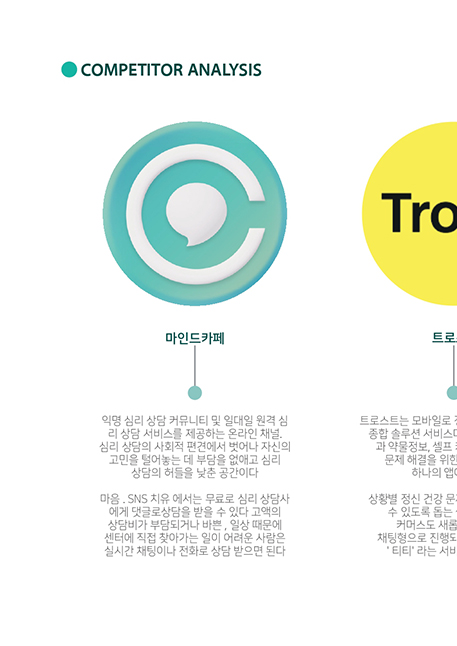 COMPETITOR ANALYSIS
Tro
마인드카페
익명 심리 상담 커뮤니티 및 일대일 원격 심
리 상담 서비스를 제공하는 온라인 채널.
심리 상담의 사회적 편견에서 벗어나 자신의
고민을 털어놓는 데 부담을 없애고 심리
상담의 허들을 낮춘 공간이다
마음 . SNS 치유 에서는 무료로 심리 상담사
에게 댓글로상담을 받을 수 있다 고액의
상담비가 부담되거나 바쁜 , 일상 때문에
센터에 직접 찾아가는 일이 어려운 사람은
실시간 채팅이나 전화로 상담 받으면 된다
트로
트로스트는 모바일로
종합 솔루션 서비스
과 약물정보, 셀프
문제 해결을 위한
하나의 앱
상황별 정신 건강 문
수 있도록 돕는
커머스도 새롭
채팅형으로 진행되
' 티티' 라는 서비